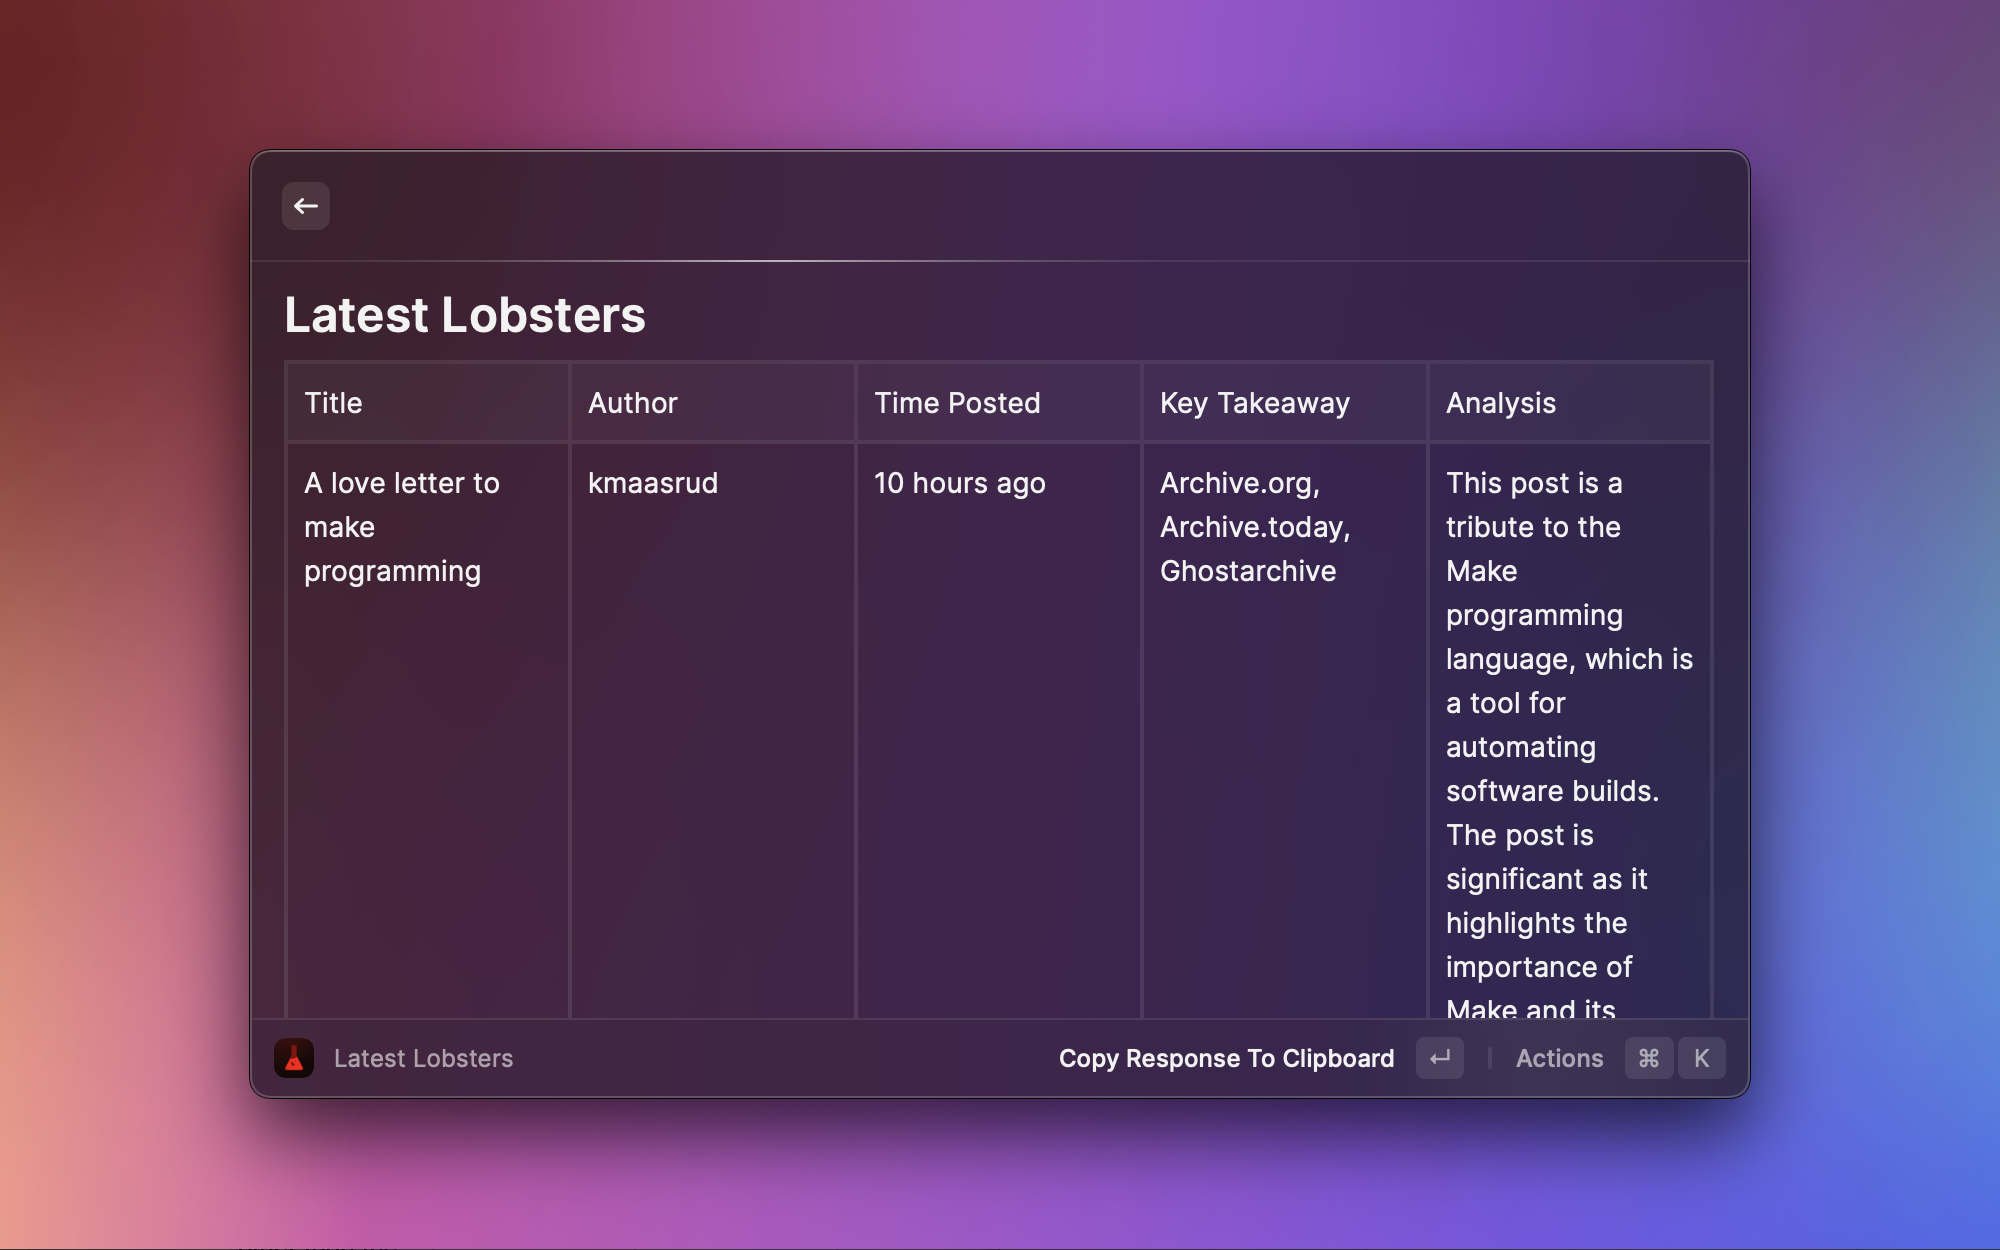 Latest Lobsters
Title
Author
Time Posted
Key Takeaway
Analysis
A love letter to
make
programming
kmaasrud
10 hours ago
Archive.org,
Archive.today,
Ghostarchive
This post is a
tribute to the
Make
programming
language, which is
a tool for
automating
software builds.
The post is
significant as it
highlights the
importance of
Make and its
Latest Lobsters
Copy Response To Clipboard ↵
Actions ⌘ K